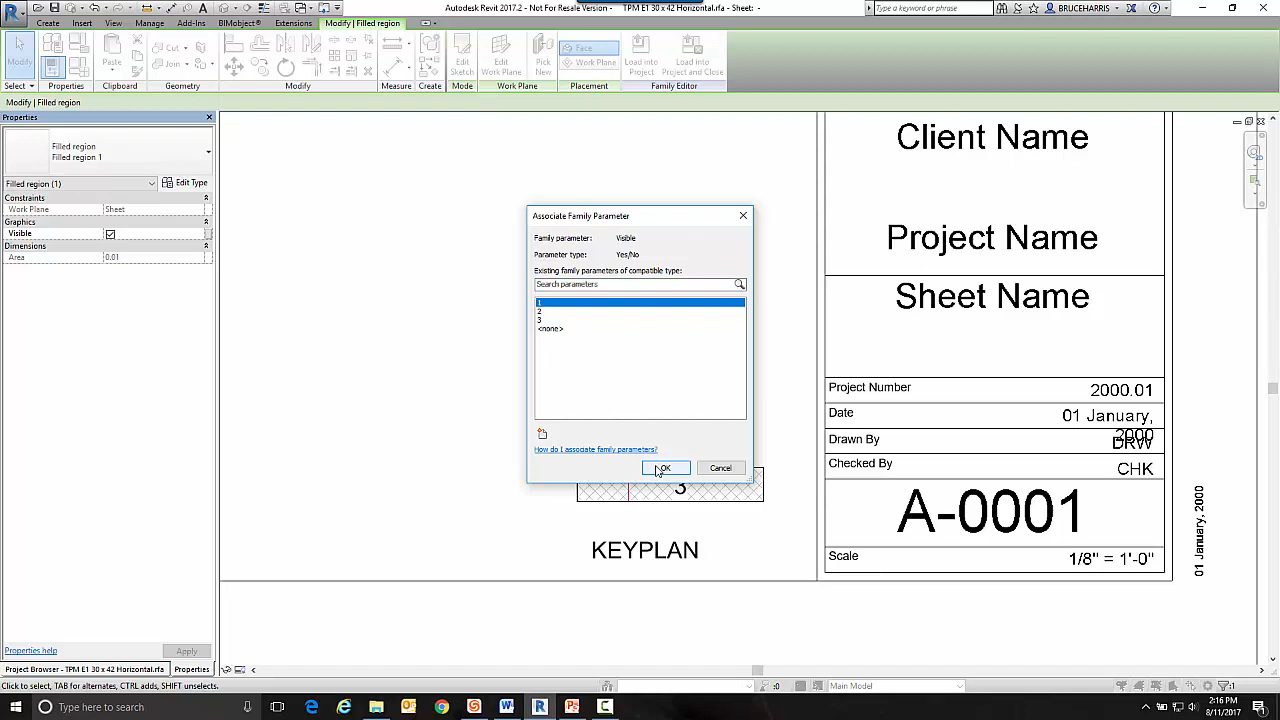 Autodesk Revit 2017.2 - Not For Resale Version - TPM E1 30 x 42 Horizontal.rfa - Sheet: -
Type a keyword or phrase
BRUCEHARRIS
Create Insert View Manage Add-Ins BIMobject® Extensions Modify | Filled region
Modify
Paste
Cut
Join
Edit Sketch
Edit Work Plane
Pick New
Face
Work Plane
Load into Project
Load into Project and Close
Select Properties Clipboard Geometry Modify Measure Create Mode Work Plane Placement Family Editor
Modify | Filled region
Properties
Filled region
Filled region 1
Filled region (1) Edit Type
Constraints
Work Plane Sheet
Graphics
Visible
Dimensions
Area 0.01
Properties help Apply
Project Browser - TPM E1 30 x 42 Horizontal.rfa Properties
Associate Family Parameter
Family parameter: Visible
Parameter type: Yes/No
Existing family parameters of compatible type:
Search parameters
1
2
3
<none>
How do I associate family parameters?
OK Cancel
3
KEYPLAN
Client Name
Project Name
Sheet Name
Project Number 2000.01
Date 01 January, 2000
Drawn By DRW
Checked By CHK
A-0001
Scale 1/8" = 1'-0"
01 January, 2000
Click to select, TAB for alternates, CTRL adds, SHIFT unselects.
:0 Main Model :1
Type here to search
2:16 PM
8/11/2017